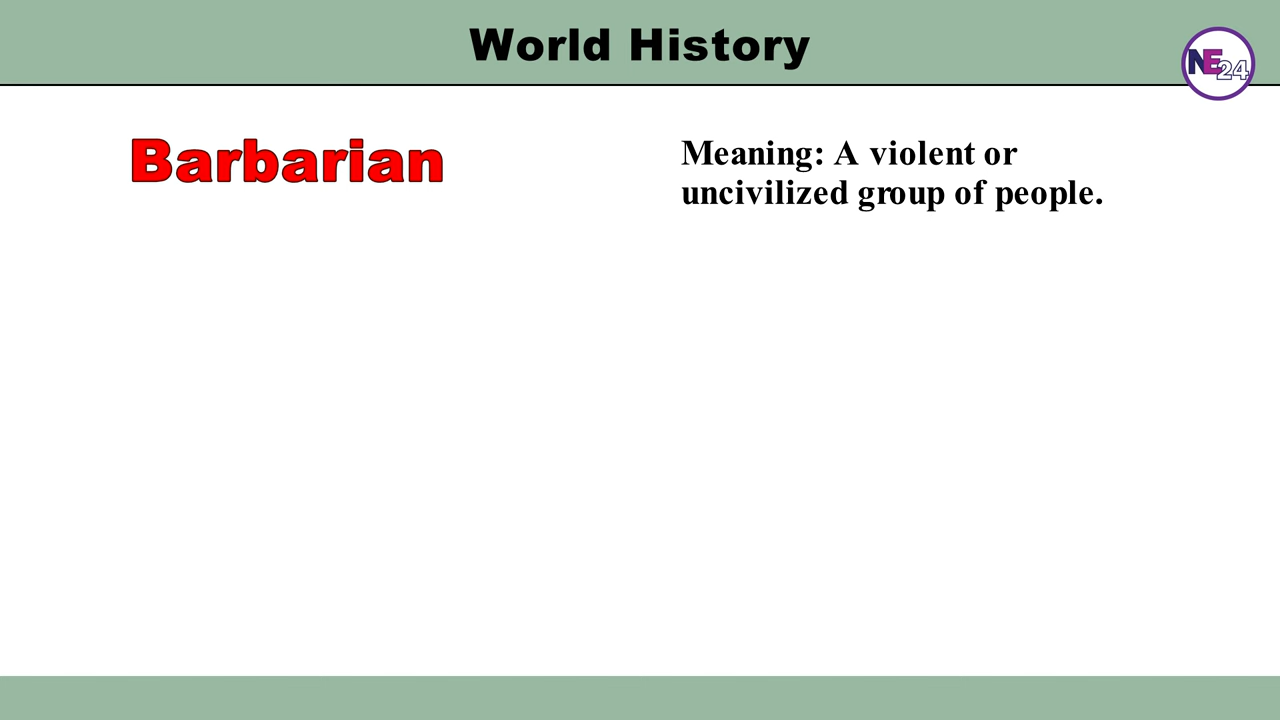 World History
NE24
Barbarian
Meaning: A violent or
uncivilized group of people.